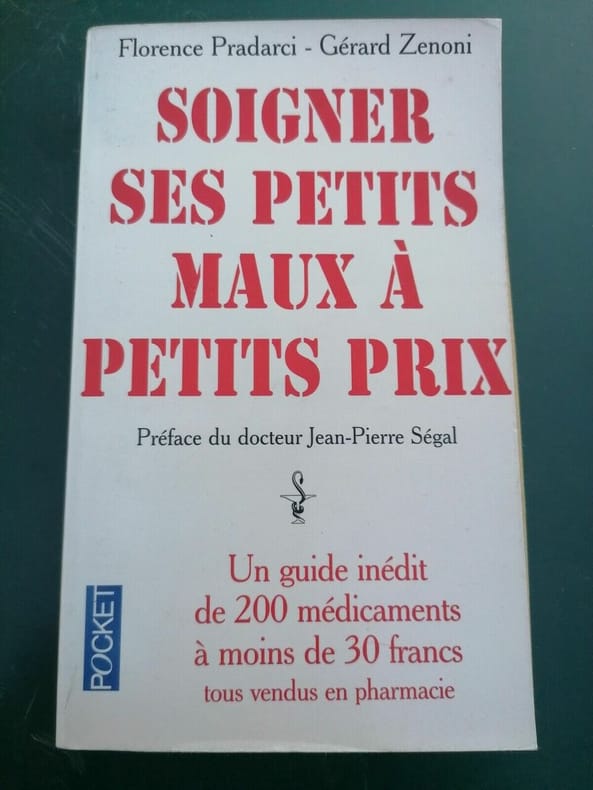 Florence Pradarci - Gérard Zenoni
SOIGNER
SES PETITS
MAUX À
PETITS PRIX
Préface du docteur Jean-Pierre Ségal
Un guide inédit
de 200 médicaments
à moins de 30 francs
tous vendus en pharmacie
POCKET